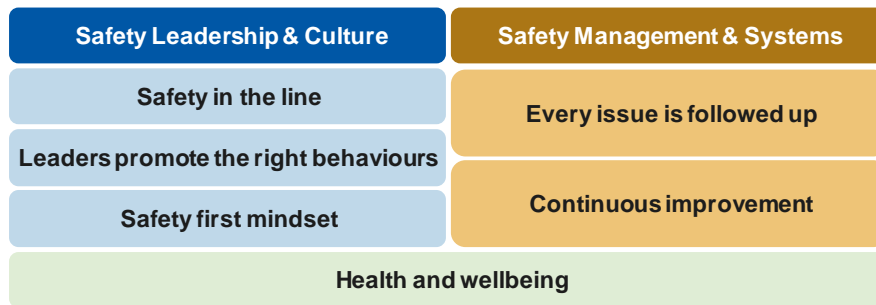 Safety Leadership & Culture
Safety in the line
Leaders promote the right behaviours
Safety first mindset
Safety Management & Systems
Every issue is followed up
Continuous improvement
Health and wellbeing